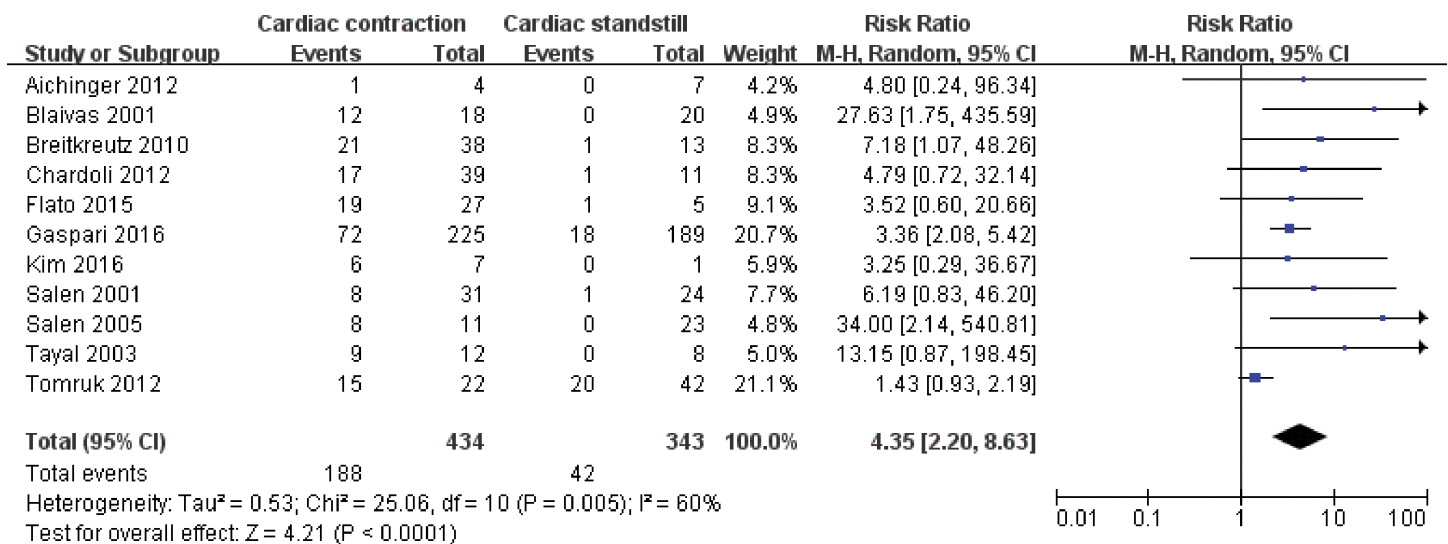 Cardiac contraction Cardiac standstill Risk Ratio Risk Ratio
Study or Subgroup Events Total Events Total Weight M-H, Random, 95% CI M-H, Random, 95% CI
Aichinger 2012 1 4 0 7 4.2% 4.80 [0.24, 96.34]
Blaivas 2001 12 18 0 20 4.9% 27.63 [1.75, 435.59]
Breitkreutz 2010 21 38 1 13 8.3% 7.18 [1.07, 48.26]
Chardoli 2012 17 39 1 11 8.3% 4.79 [0.72, 32.14]
Flato 2015 19 27 1 5 9.1% 3.52 [0.60, 20.66]
Gaspari 2016 72 225 18 189 20.7% 3.36 [2.08, 5.42]
Kim 2016 6 7 0 1 5.9% 3.25 [0.29, 36.67]
Salen 2001 8 31 1 24 7.7% 6.19 [0.83, 46.20]
Salen 2005 8 11 0 23 4.8% 34.00 [2.14, 540.81]
Tayal 2003 9 12 0 8 5.0% 13.15 [0.87, 198.45]
Tomruk 2012 15 22 20 42 21.1% 1.43 [0.93, 2.19]
Total (95% CI) 434 343 100.0% 4.35 [2.20, 8.63]
Total events 188 42
Heterogeneity: Tau² = 0.53; Chi² = 25.06, df = 10 (P = 0.005); I² = 60%
Test for overall effect: Z = 4.21 (P < 0.0001)
0.01 0.1 1 10 100